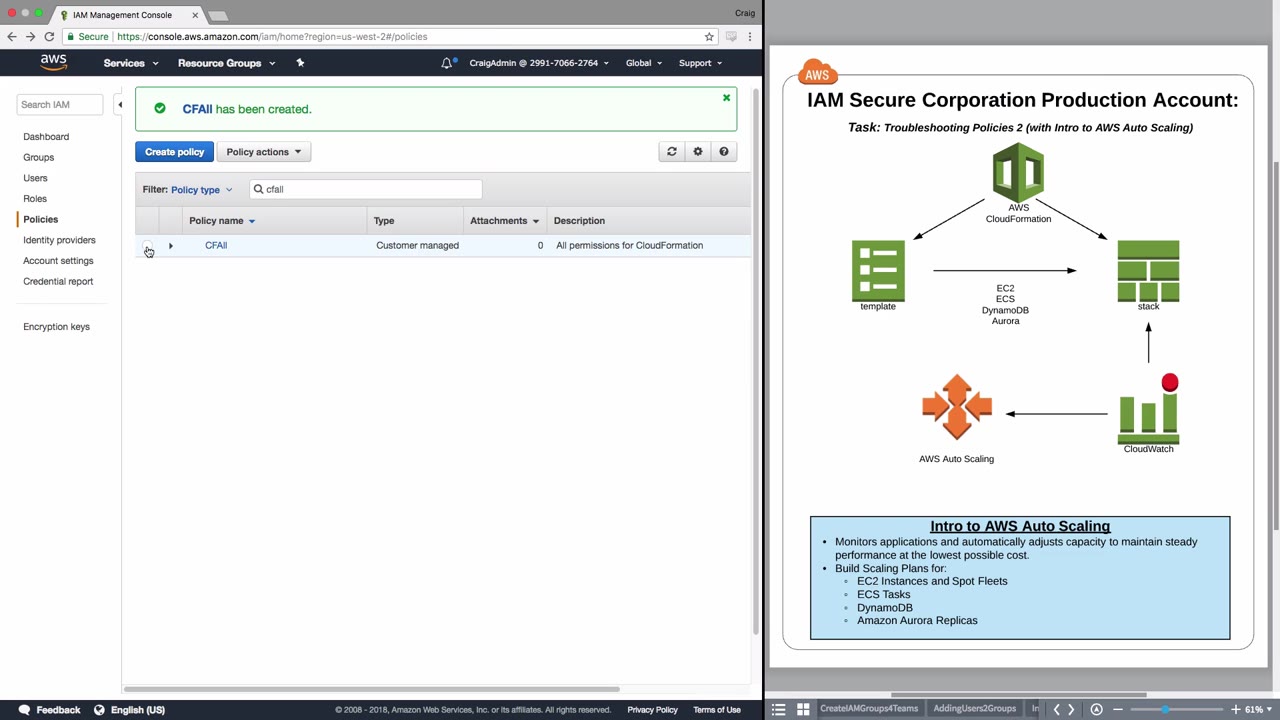 IAM Management Console
Craig
Secure | https://console.aws.amazon.com/iam/home?region=us-west-2#/policies
aws
Services
Resource Groups
CraigAdmin @ 2991-7066-2764
Global
Support
Search IAM
Dashboard
Groups
Users
Roles
Policies
Identity providers
Account settings
Credential report
Encryption keys
CFAll has been created.
Create policy
Policy actions
Filter: Policy type
cfall
Policy name
Type
Attachments
Description
CFAll
Customer managed
0
All permissions for CloudFormation
Feedback
English (US)
© 2008 - 2018, Amazon Web Services, Inc. or its affiliates. All rights reserved.
Privacy Policy
Terms of Use
AWS
IAM Secure Corporation Production Account:
Task: Troubleshooting Policies 2 (with Intro to AWS Auto Scaling)
AWS
CloudFormation
template
EC2
ECS
DynamoDB
Aurora
stack
AWS Auto Scaling
CloudWatch
Intro to AWS Auto Scaling
• Monitors applications and automatically adjusts capacity to maintain steady
performance at the lowest possible cost.
• Build Scaling Plans for:
◦ EC2 Instances and Spot Fleets
◦ ECS Tasks
◦ DynamoDB
◦ Amazon Aurora Replicas
CreateIAMGroups4Teams
AddingUsers2Groups
61%